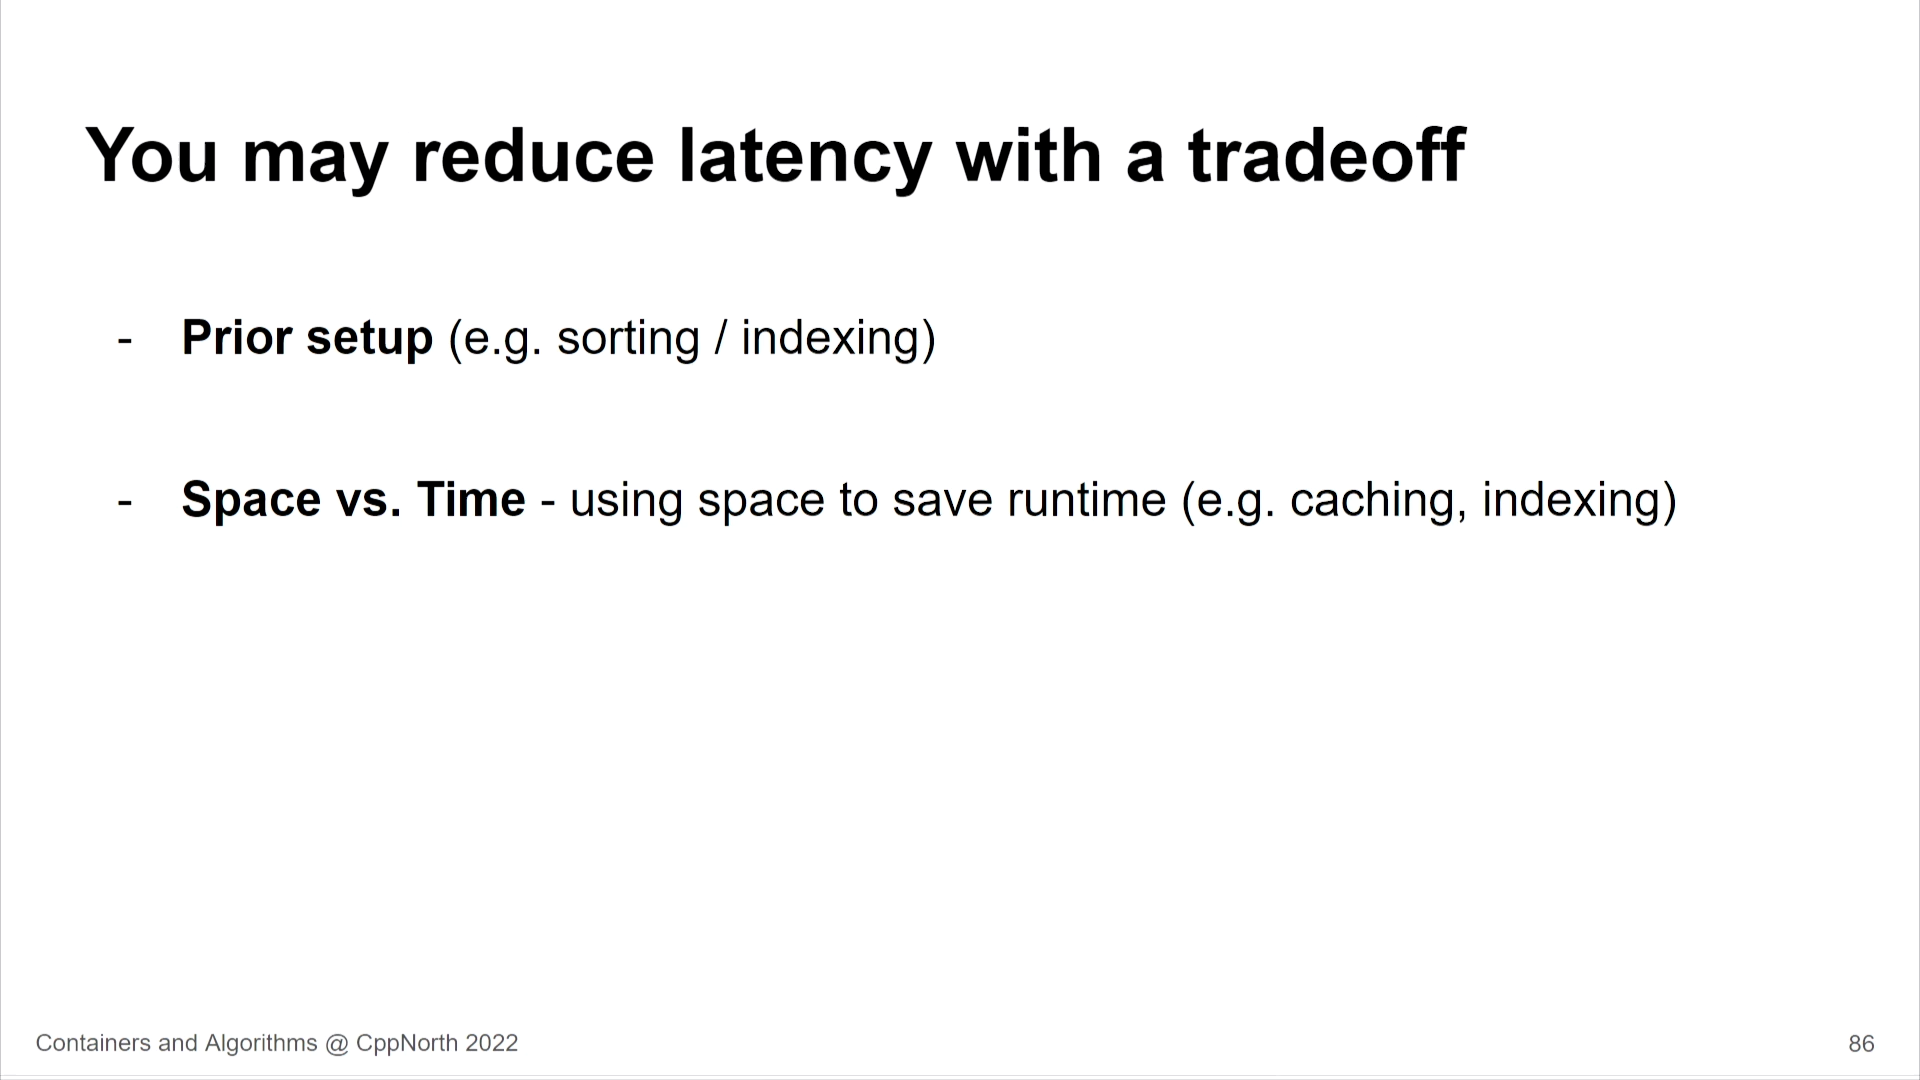 You may reduce latency with a tradeoff
- Prior setup (e.g. sorting / indexing)
- Space vs. Time - using space to save runtime (e.g. caching, indexing)
Containers and Algorithms @ CppNorth 2022
86